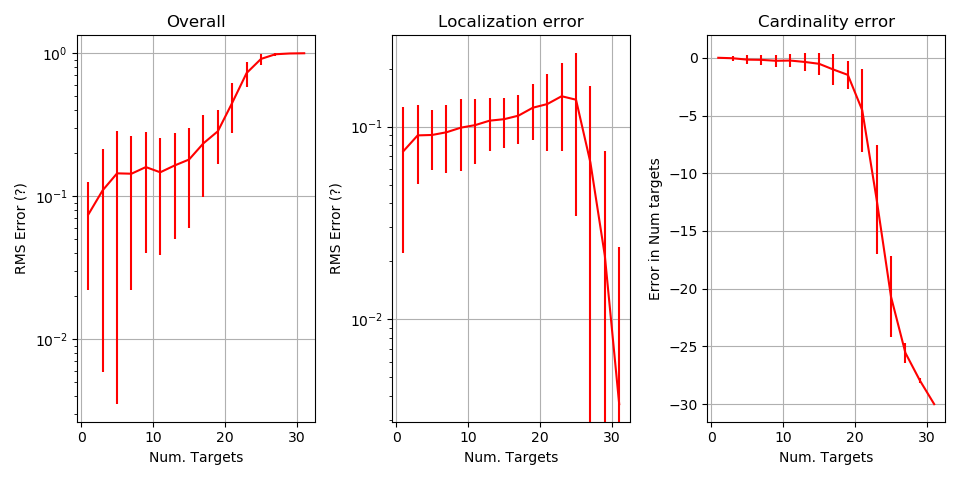 Overall
Localization error
Cardinality error
10⁰
10⁻¹
10⁻²
RMS Error (?)
0 10 20 30
Num. Targets
10⁻¹
10⁻²
RMS Error (?)
0 10 20 30
Num. Targets
0
−5
−10
−15
−20
−25
−30
Error in Num targets
0 10 20 30
Num. Targets